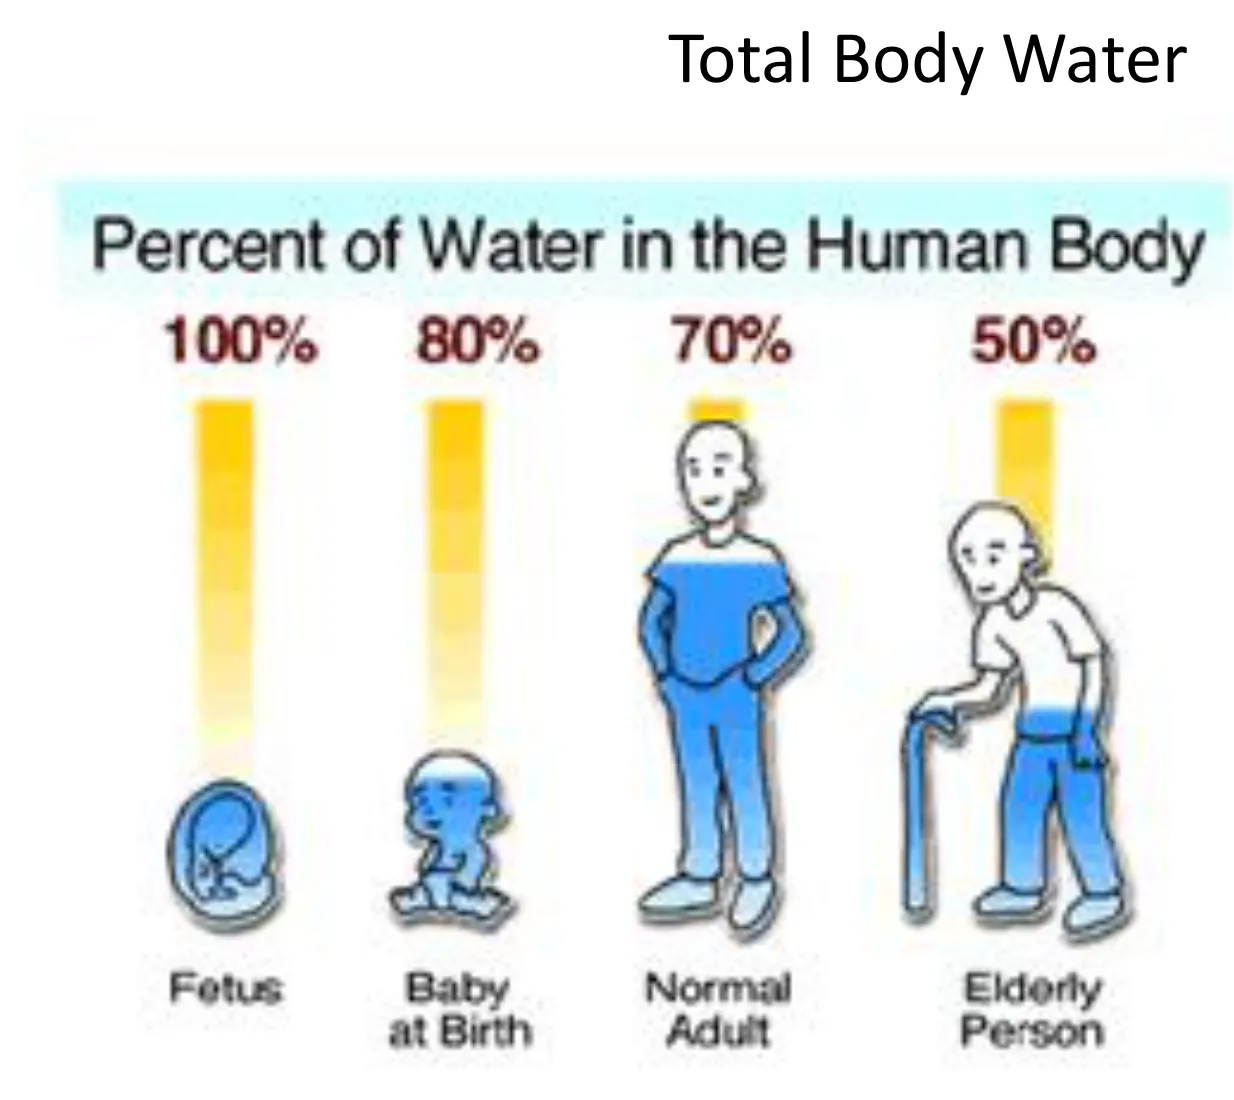 Total Body Water
Percent of Water in the Human Body
100% 80% 70% 50%
Fetus Baby at Birth Normal Adult Elderly Person